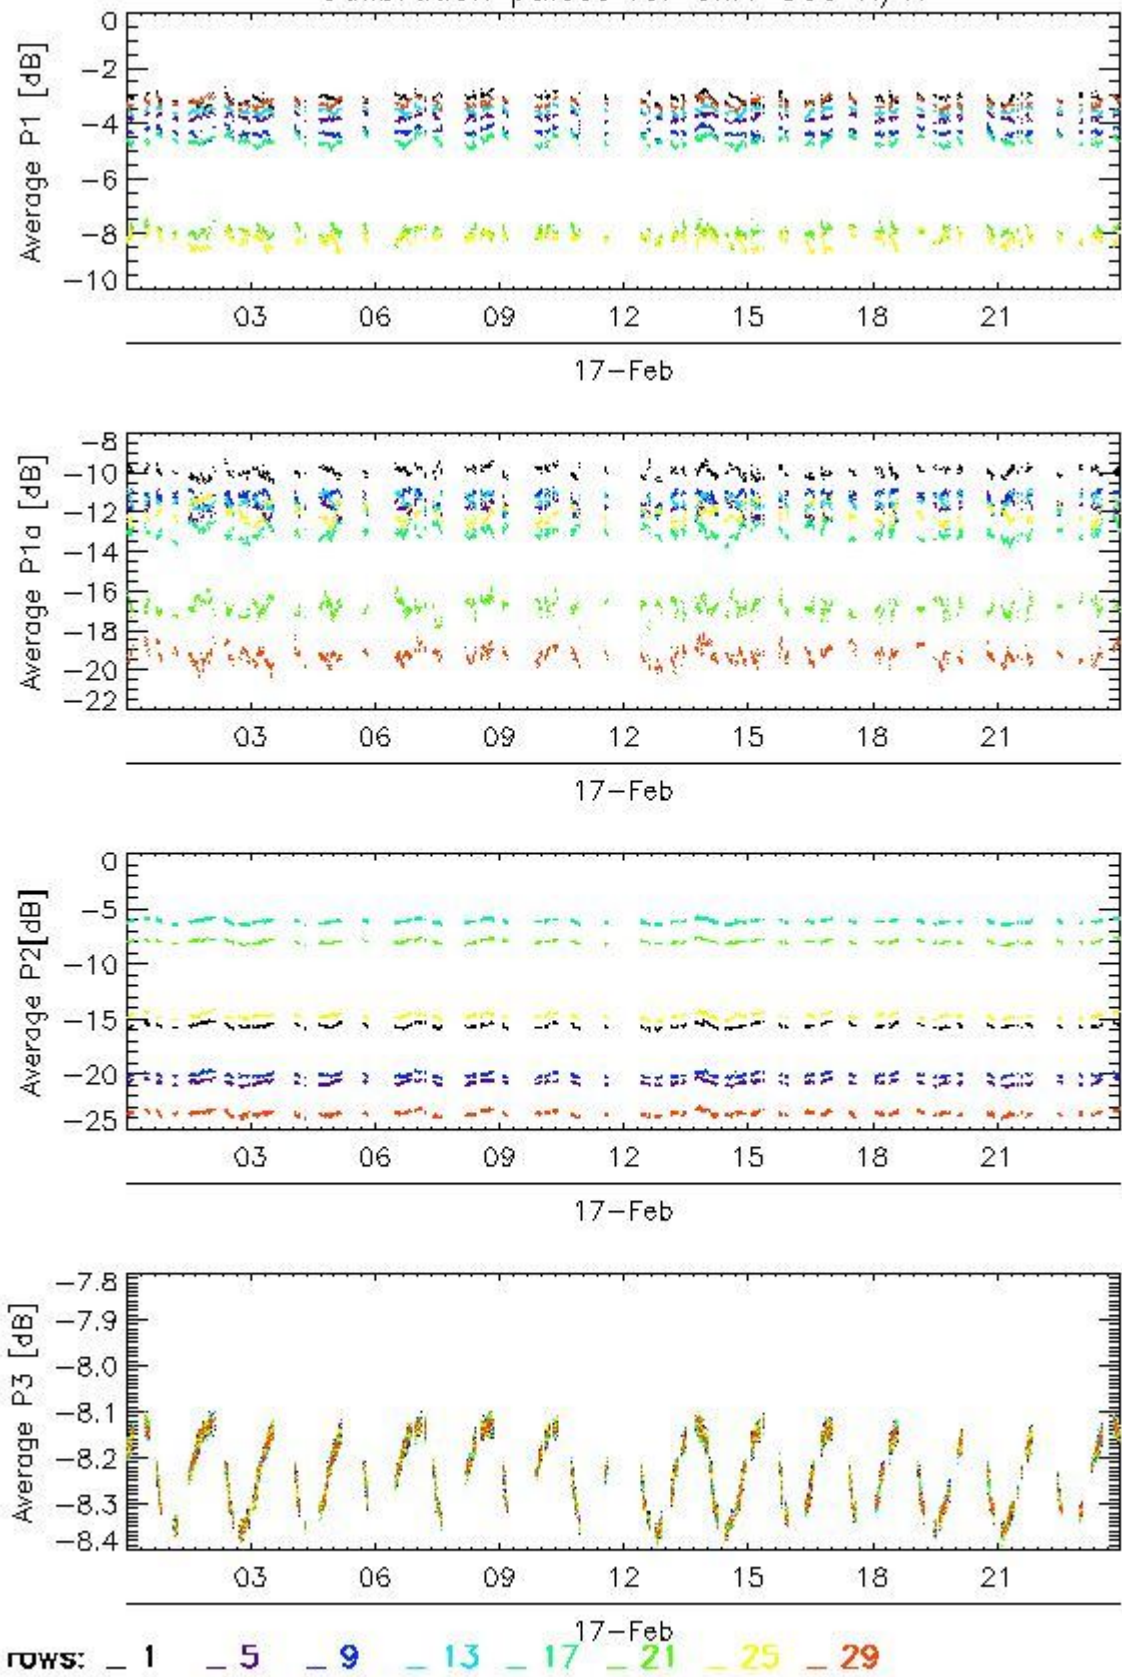 0
-2
-4
-6
-8
-10
Average P1 [dB]
03 06 09 12 15 18 21
17-Feb
-8
-10
-12
-14
-16
-18
-20
-22
Average P1a [dB]
03 06 09 12 15 18 21
17-Feb
0
-5
-10
-15
-20
-25
Average P2[dB]
03 06 09 12 15 18 21
17-Feb
-7.8
-7.9
-8.0
-8.1
-8.2
-8.3
-8.4
Average P3 [dB]
03 06 09 12 15 18 21
17-Feb
rows: _ 1 _ 5 _ 9 _ 13 _ 17 _ 21 _ 25 _ 29